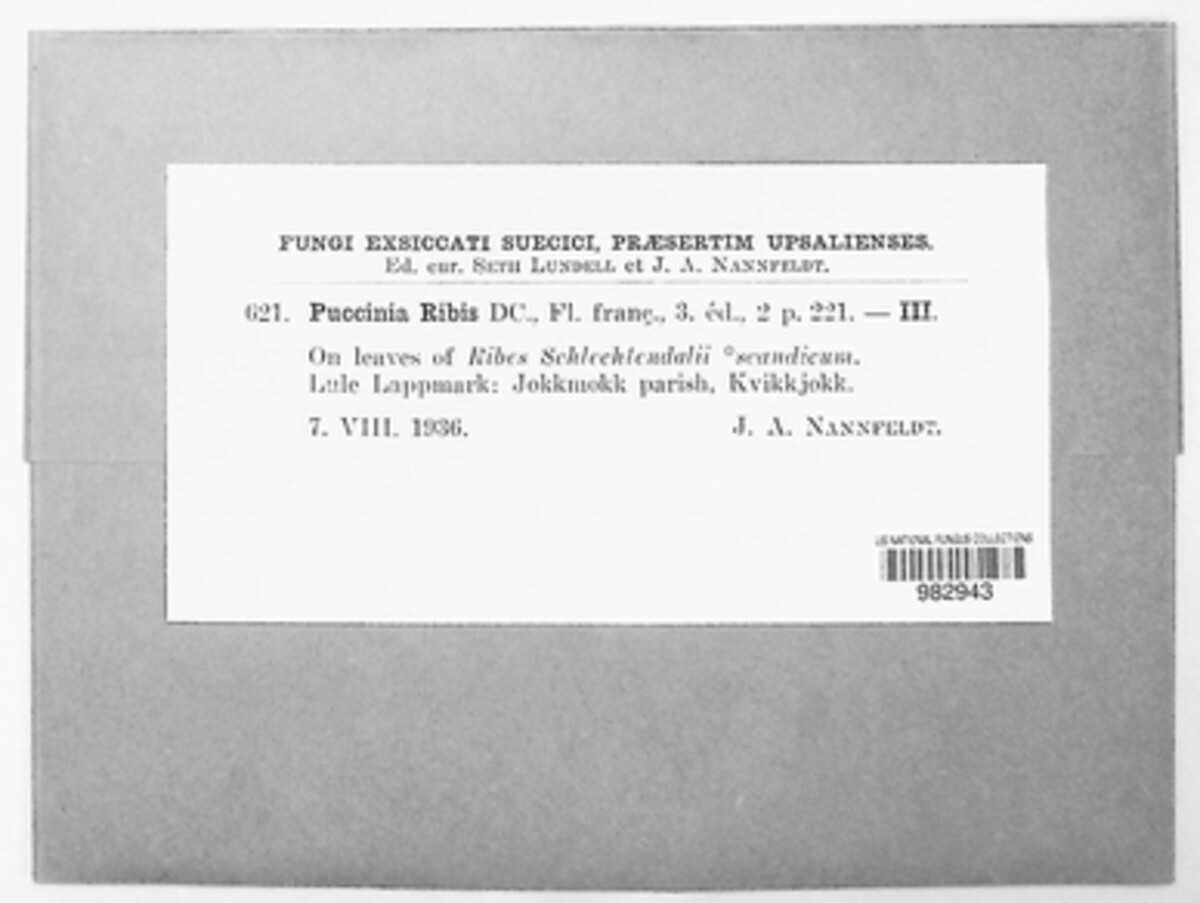 FUNGI EXSICCATI SUECICI, PRÆSERTIM UPSALIENSES.
Ed. cur. SETH LUNDELL et J. A. NANNFELDT.
621. Puccinia Ribis DC., Fl. franç., 3. éd., 2 p. 221. — III.
On leaves of Ribes Schlechtendalii *scandicum.
Lule Lappmark: Jokkmokk parish, Kvikkjokk.
7. VIII. 1936. J. A. NANNFELDT.
US NATIONAL FUNGUS COLLECTIONS
982943